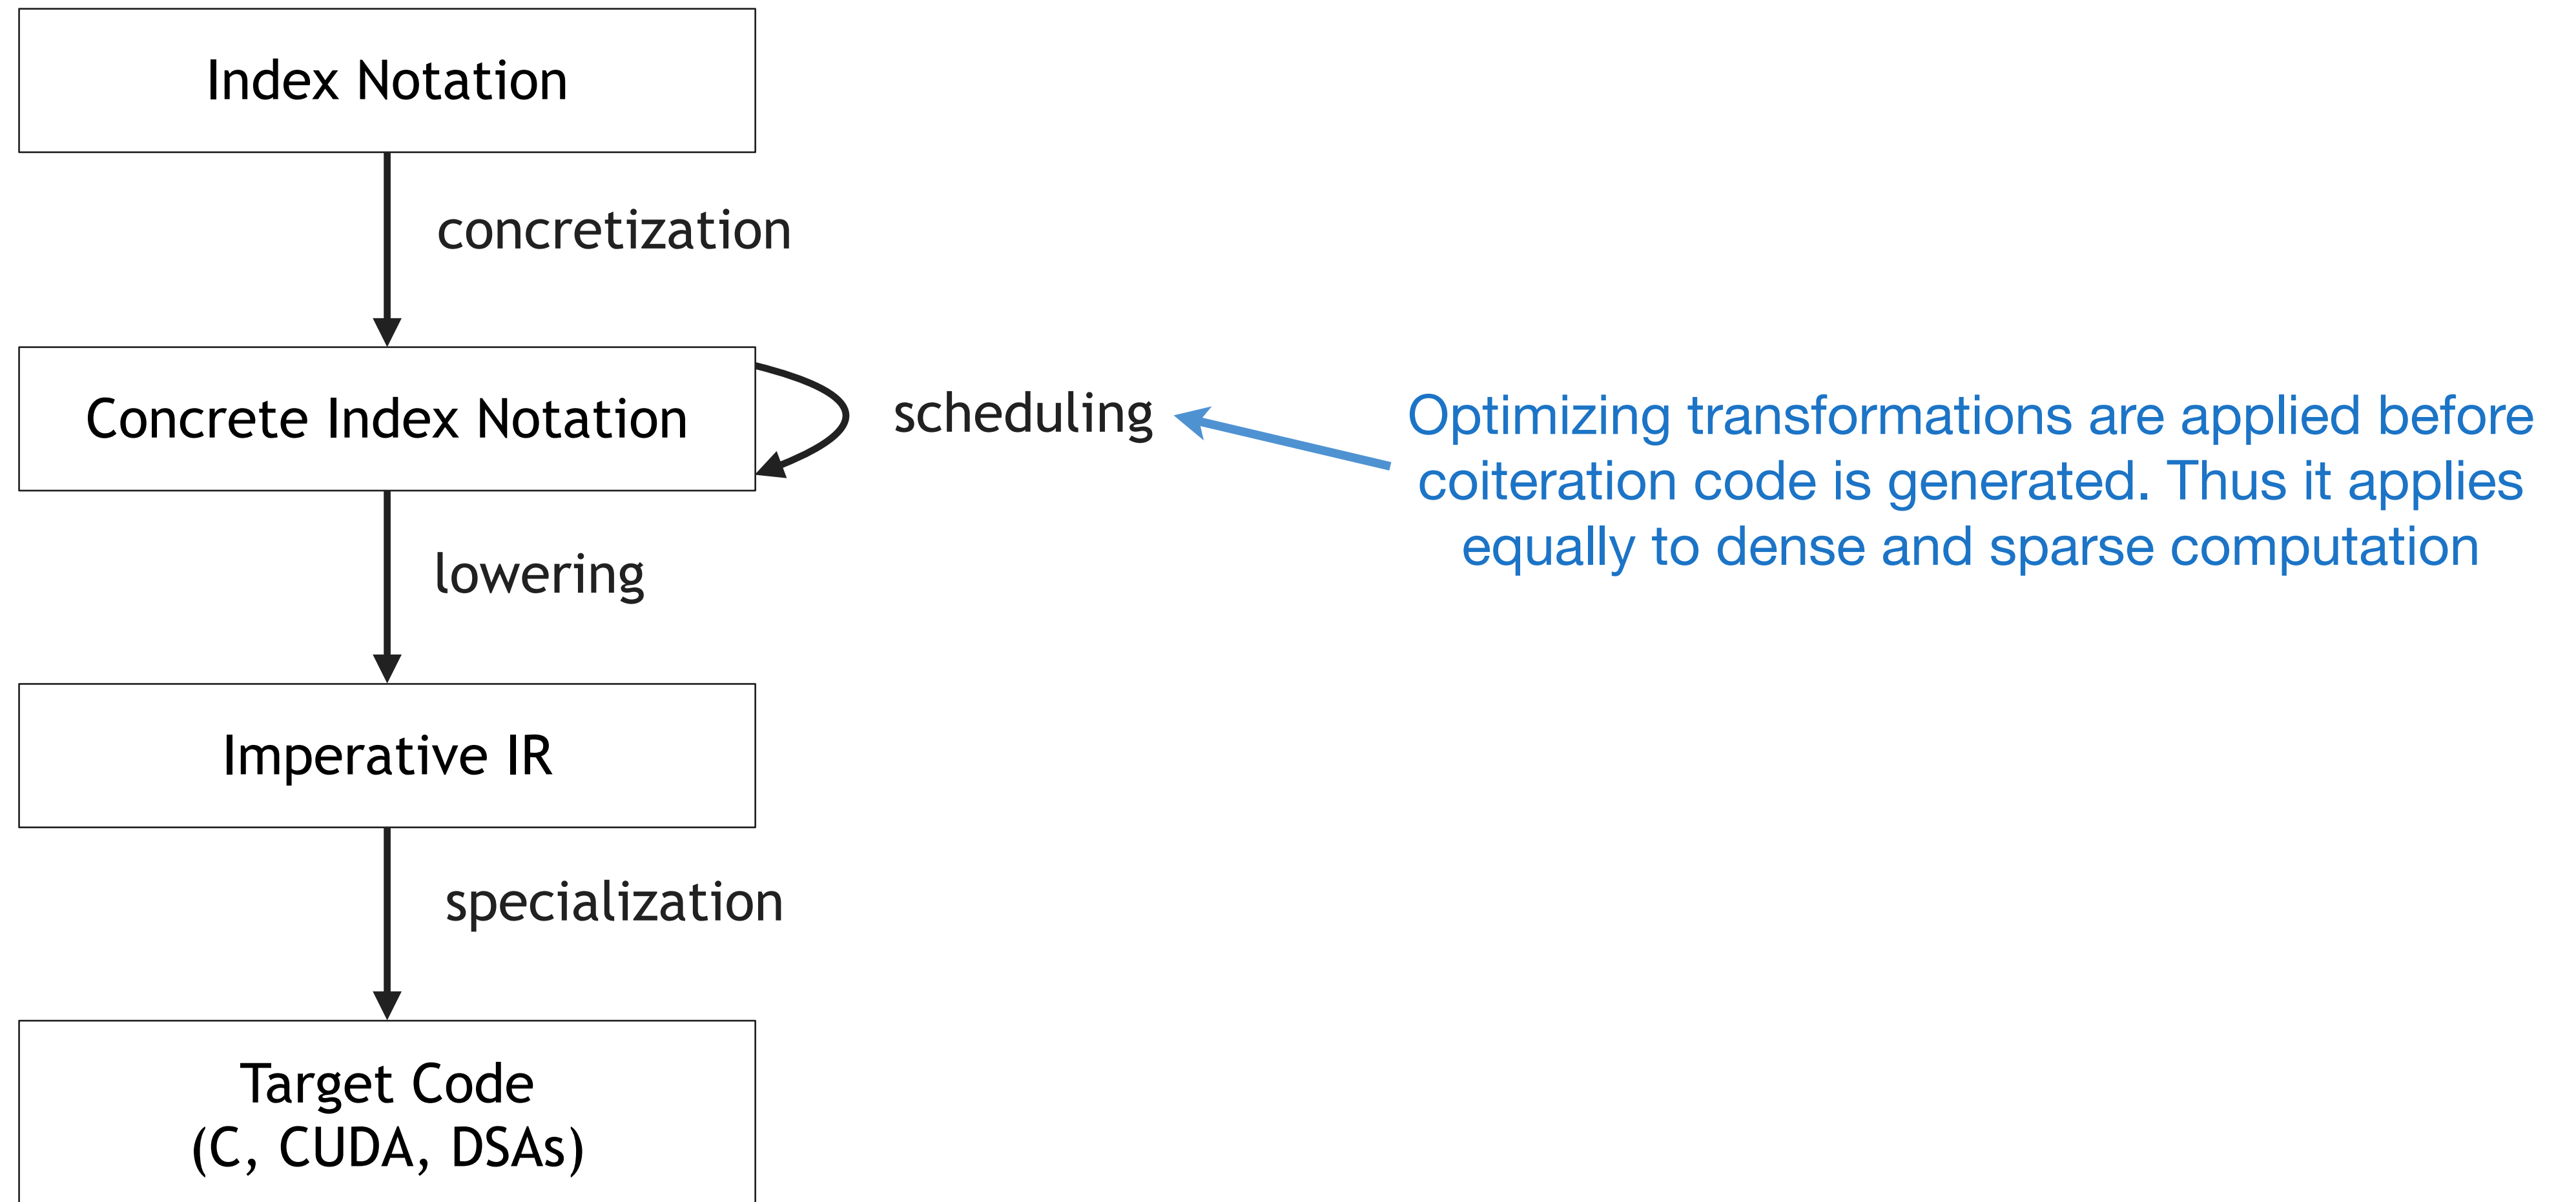 Index Notation
concretization
Concrete Index Notation
scheduling
Optimizing transformations are applied before
coiteration code is generated. Thus it applies
equally to dense and sparse computation
lowering
Imperative IR
specialization
Target Code
(C, CUDA, DSAs)